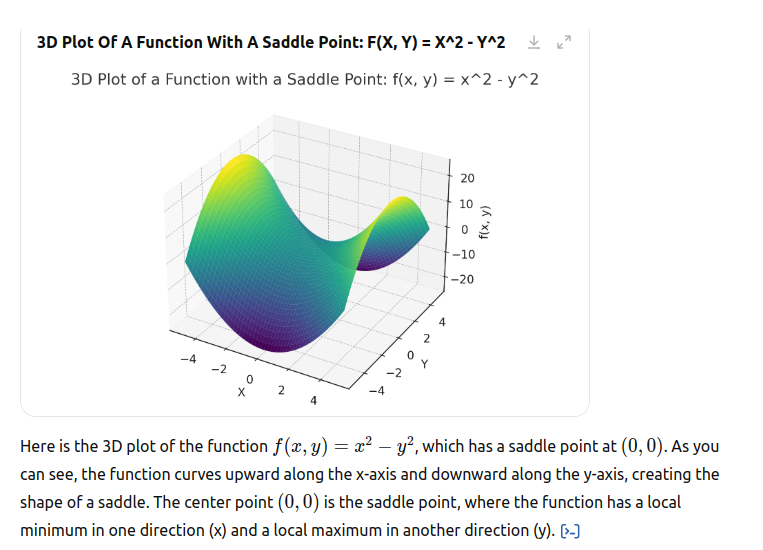 3D Plot Of A Function With A Saddle Point: F(X, Y) = X^2 - Y^2
3D Plot of a Function with a Saddle Point: f(x, y) = x^2 - y^2
20
10
0
−10
−20
f(x, y)
4
2
0
−2
−4
Y
−4
−2
0
2
4
X
Here is the 3D plot of the function f(x, y) = x² − y², which has a saddle point at (0, 0). As you
can see, the function curves upward along the x-axis and downward along the y-axis, creating the
shape of a saddle. The center point (0, 0) is the saddle point, where the function has a local
minimum in one direction (x) and a local maximum in another direction (y). [>-]